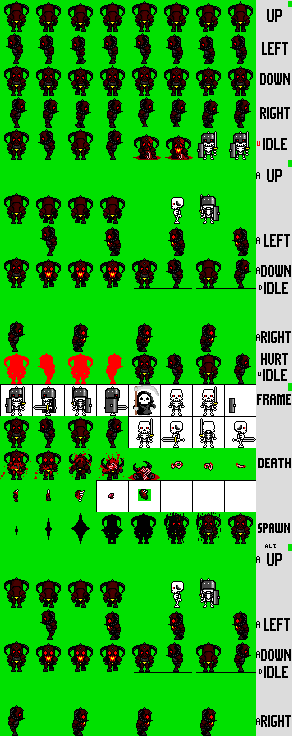 UP
LEFT
DOWN
RIGHT
U IDLE
A UP
A LEFT
A DOWN
D IDLE
A RIGHT
HURT
U IDLE
FRAME
DEATH
SPAWN
ALT
A UP
A LEFT
A DOWN
D IDLE
A RIGHT